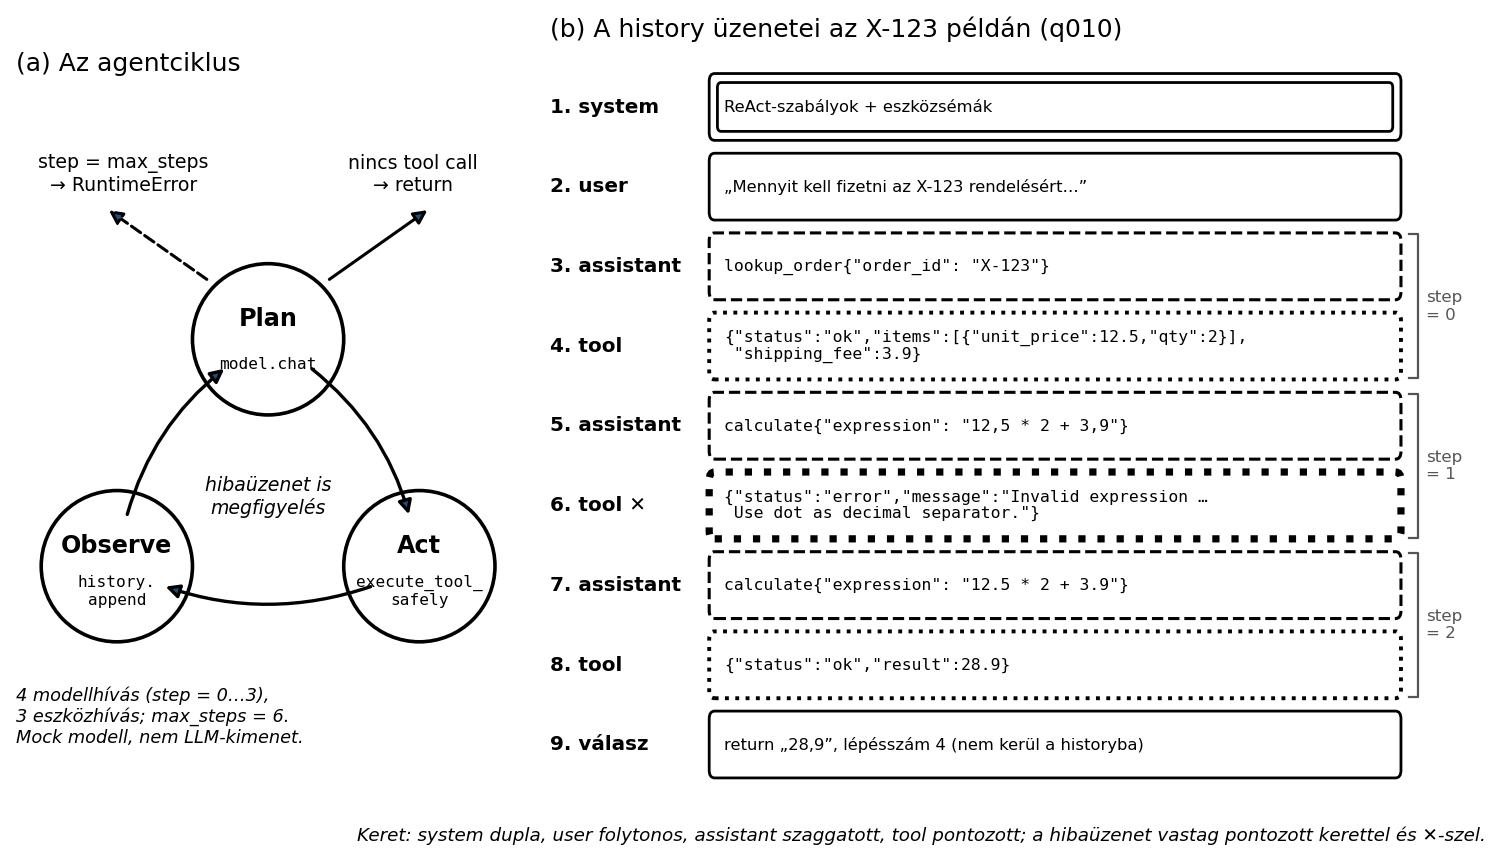 (a) Az agentciklus
step = max_steps
→ RuntimeError
nincs tool call
→ return
Plan
model.chat
hibaüzenet is
megfigyelés
Observe
history.
append
Act
execute_tool_
safely
4 modellhívás (step = 0…3),
3 eszközhívás; max_steps = 6.
Mock modell, nem LLM-kimenet.
(b) A history üzenetei az X-123 példán (q010)
1. system
ReAct-szabályok + eszközsémák
2. user
„Mennyit kell fizetni az X-123 rendelésért…”
3. assistant
lookup_order{"order_id": "X-123"}
step
= 0
4. tool
{"status":"ok","items":[{"unit_price":12.5,"qty":2}],
"shipping_fee":3.9}
5. assistant
calculate{"expression": "12,5 * 2 + 3,9"}
step
= 1
6. tool ✕
{"status":"error","message":"Invalid expression …
Use dot as decimal separator."}
7. assistant
calculate{"expression": "12.5 * 2 + 3.9"}
step
= 2
8. tool
{"status":"ok","result":28.9}
9. válasz
return „28,9”, lépésszám 4 (nem kerül a historyba)
Keret: system dupla, user folytonos, assistant szaggatott, tool pontozott; a hibaüzenet vastag pontozott kerettel és ✕-szel.